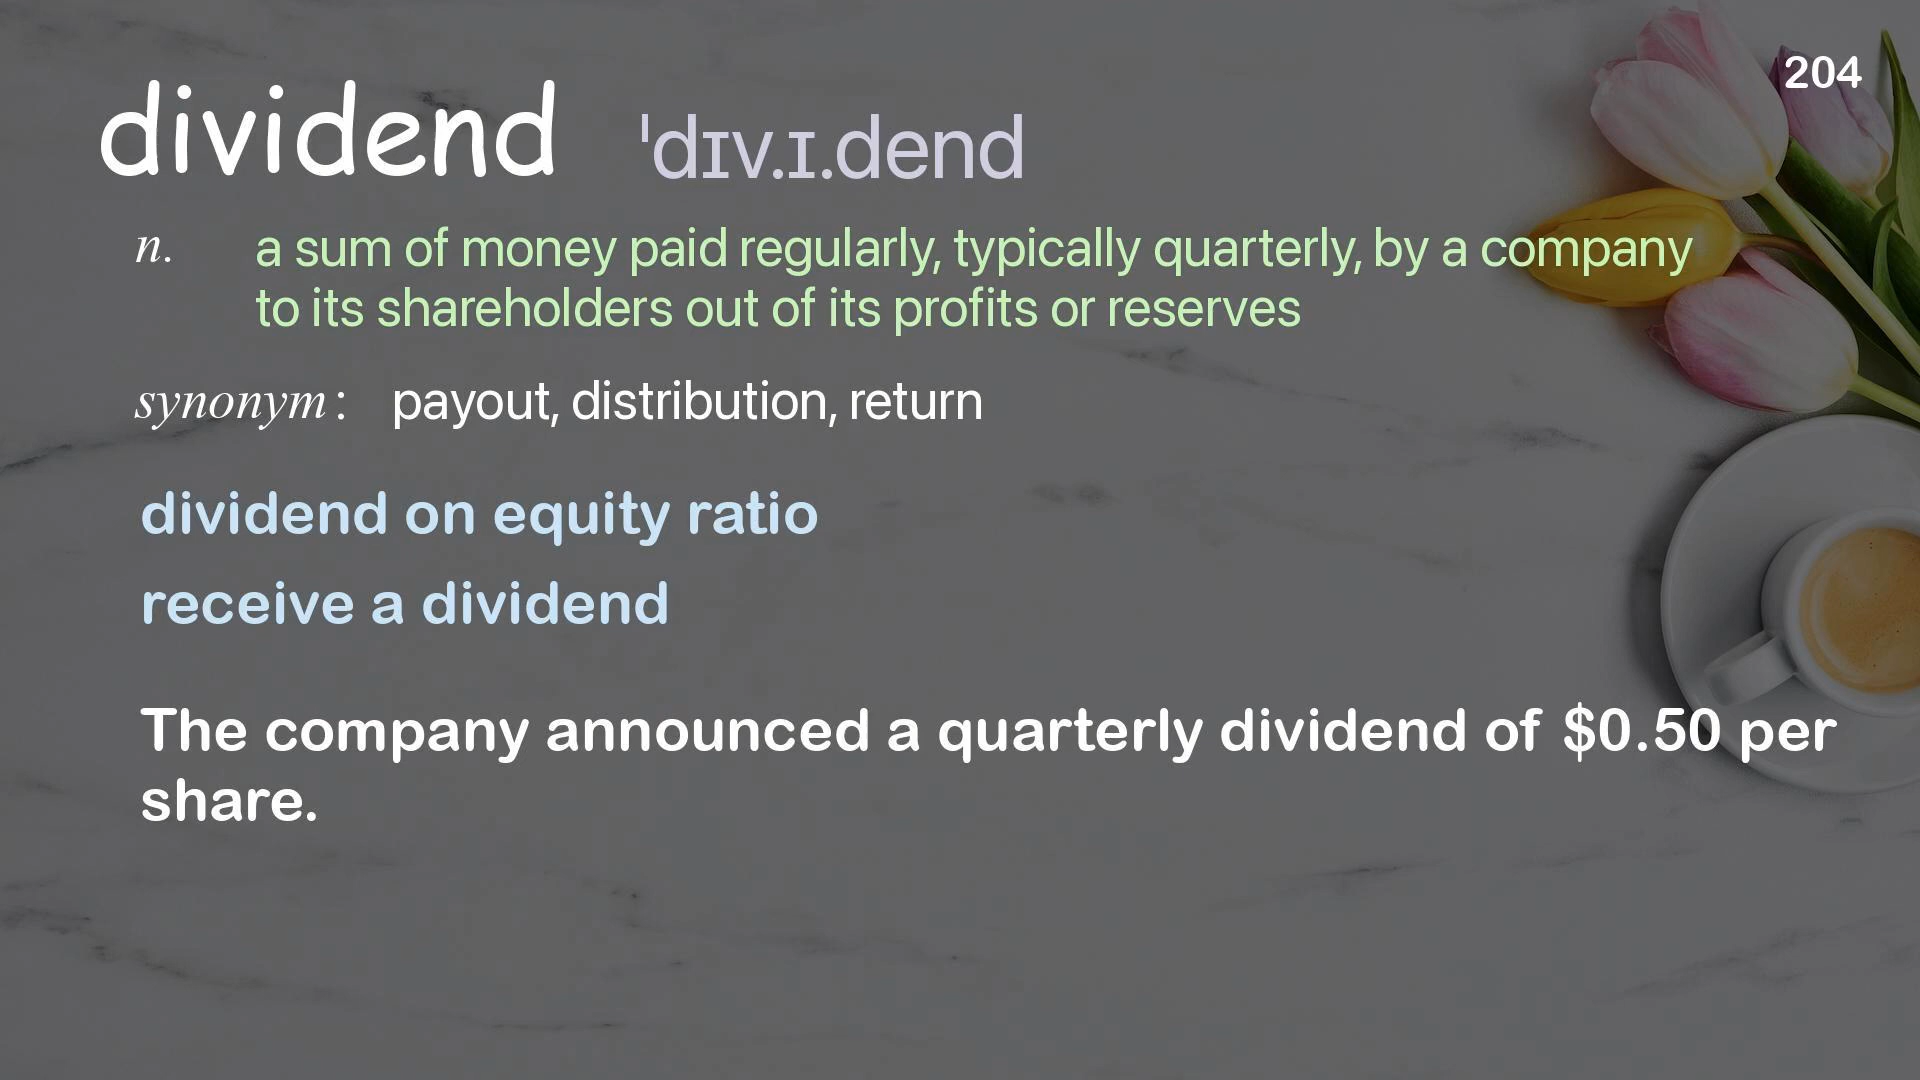 204
dividend ˈdɪv.ɪ.dend
n. a sum of money paid regularly, typically quarterly, by a company
to its shareholders out of its profits or reserves
synonym: payout, distribution, return
dividend on equity ratio
receive a dividend
The company announced a quarterly dividend of $0.50 per
share.